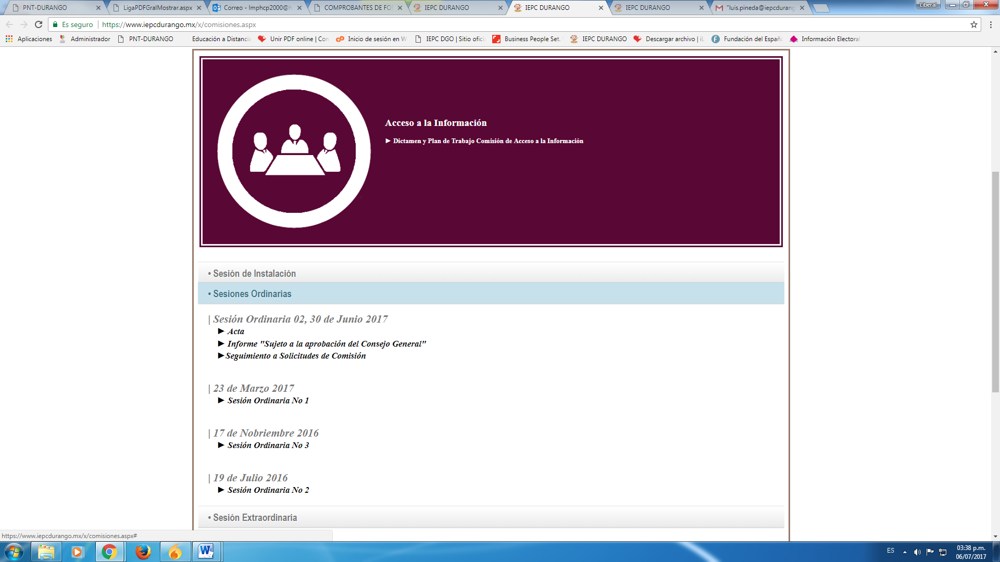 PNT-DURANGO
LigaPDFGralMostrar.aspx
Correo - lmphcp2000@h
COMPROBANTES DE FO
IEPC DURANGO
IEPC DURANGO
IEPC DURANGO
"luis.pineda@iepcdurang
Liberal
Es seguro
https://www.iepcdurango.mx/x/comisiones.aspx
Aplicaciones
Administrador
PNT-DURANGO
Educación a Distancia
Unir PDF online | Con
Inicio de sesión en W
IEPC DGO | Sitio ofici
Business People Set.
IEPC DURANGO
Descargar archivo | iL
Fundación del Españo
Información Electoral
Acceso a la Información
► Dictamen y Plan de Trabajo Comisión de Acceso a la Información
• Sesión de Instalación
• Sesiones Ordinarias
| Sesión Ordinaria 02, 30 de Junio 2017
► Acta
► Informe "Sujeto a la aprobación del Consejo General"
►Seguimiento a Solicitudes de Comisión
| 23 de Marzo 2017
► Sesión Ordinaria No 1
| 17 de Nobriembre 2016
► Sesión Ordinaria No 3
| 19 de Julio 2016
► Sesión Ordinaria No 2
• Sesión Extraordinaria
https://www.iepcdurango.mx/x/comisiones.aspx#
ES
03:38 p.m.
06/07/2017